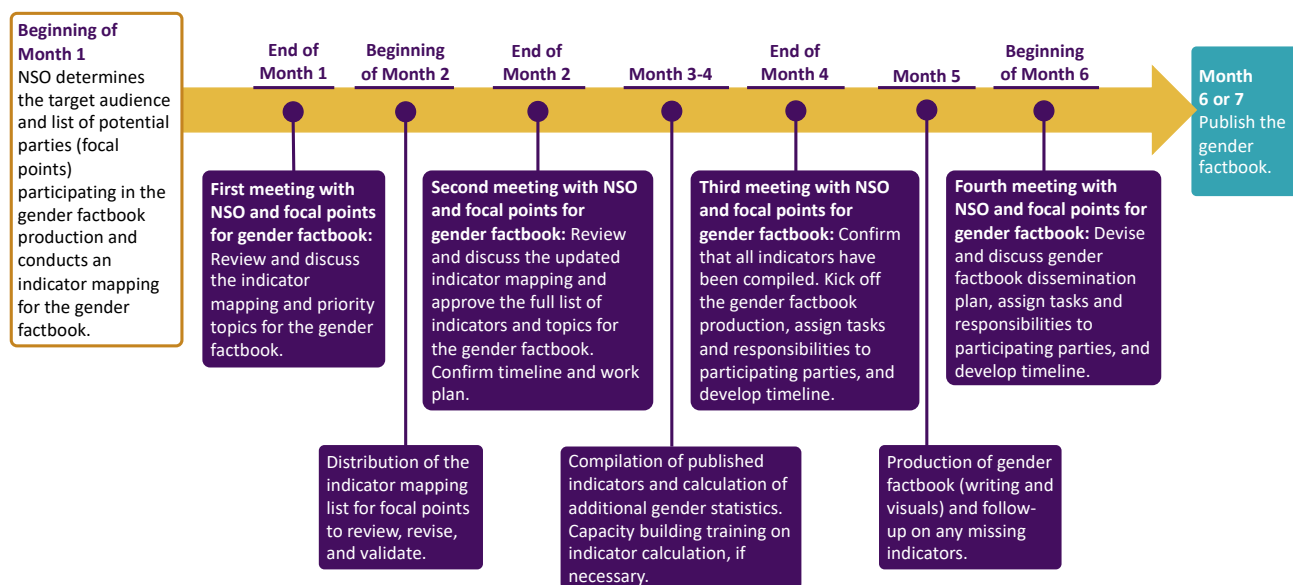 Beginning of
Month 1
NSO determines
the target audience
and list of potential
parties (focal
points)
participating in the
gender factbook
production and
conducts an
indicator mapping
for the gender
factbook.
End of
Month 1
First meeting with
NSO and focal points
for gender factbook:
Review and discuss
the indicator
mapping and priority
topics for the gender
factbook.
Beginning
of Month 2
Distribution of the
indicator mapping
list for focal points
to review, revise,
and validate.
End of
Month 2
Second meeting with NSO
and focal points for
gender factbook: Review
and discuss the updated
indicator mapping and
approve the full list of
indicators and topics for
the gender factbook.
Confirm timeline and work
plan.
Month 3-4
Compilation of published
indicators and calculation of
additional gender statistics.
Capacity building training on
indicator calculation, if
necessary.
End of
Month 4
Third meeting with NSO
and focal points for
gender factbook: Confirm
that all indicators have
been compiled. Kick off
the gender factbook
production, assign tasks
and responsibilities to
participating parties, and
develop timeline.
Month 5
Production of gender
factbook (writing and
visuals) and follow-
up on any missing
indicators.
Beginning
of Month 6
Fourth meeting with
NSO and focal points for
gender factbook: Devise
and discuss gender
factbook dissemination
plan, assign tasks and
responsibilities to
participating parties, and
develop timeline.
Month
6 or 7
Publish the
gender
factbook.